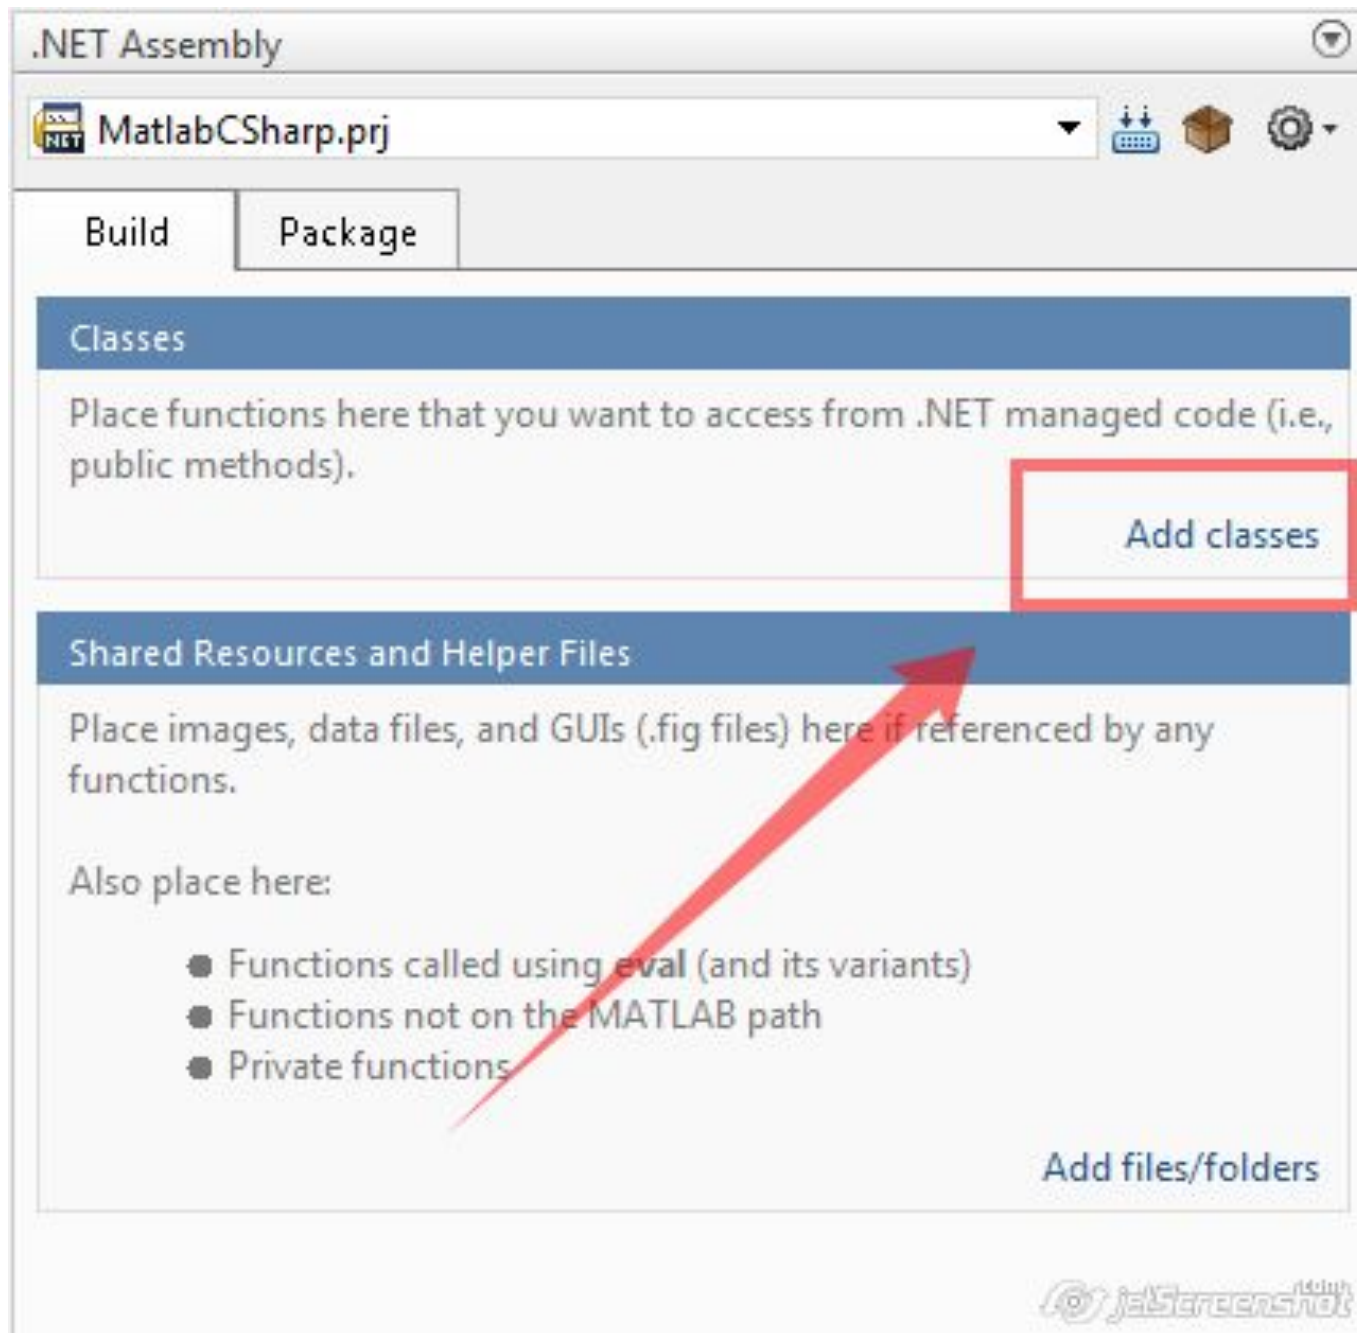 .NET Assembly
MatlabCSharp.prj
Build
Package
Classes
Place functions here that you want to access from .NET managed code (i.e.,
public methods).
Add classes
Shared Resources and Helper Files
Place images, data files, and GUIs (.fig files) here if referenced by any
functions.
Also place here:
Functions called using eval (and its variants)
Functions not on the MATLAB path
Private functions
Add files/folders
jetScreenshot